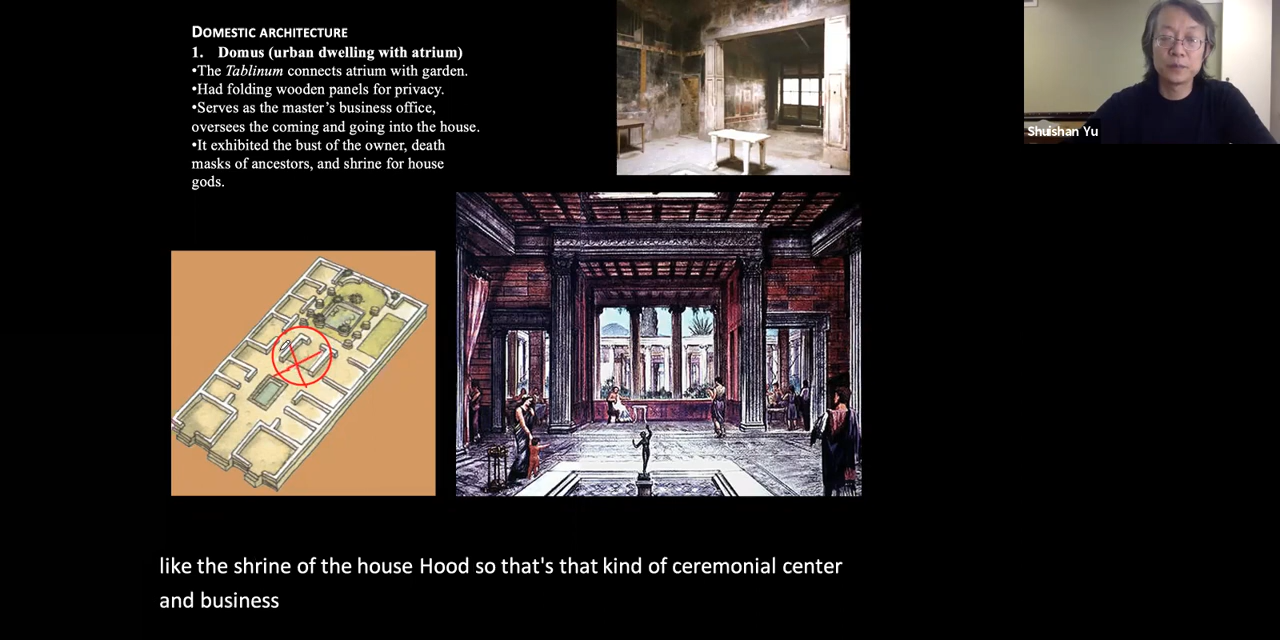 DOMESTIC ARCHITECTURE
1. Domus (urban dwelling with atrium)
•The Tablinum connects atrium with garden.
•Had folding wooden panels for privacy.
•Serves as the master's business office,
oversees the coming and going into the house.
•It exhibited the bust of the owner, death
masks of ancestors, and shrine for house
gods.
Shuishan Yu
like the shrine of the house Hood so that's that kind of ceremonial center
and business